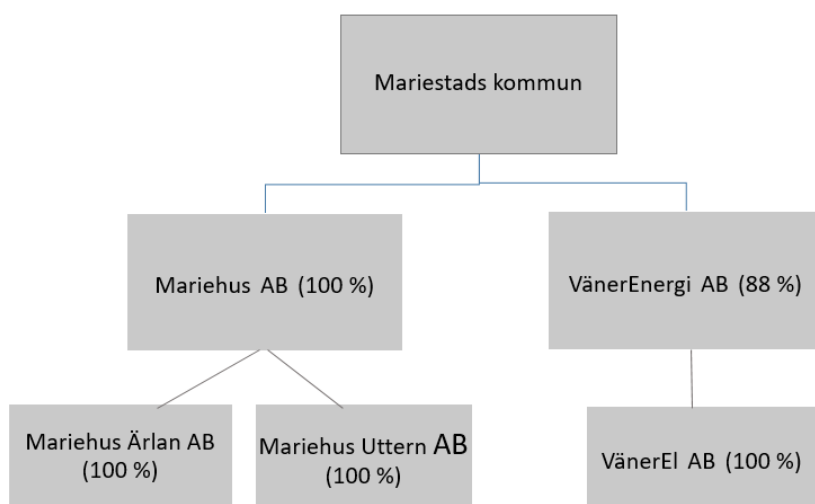 Mariestads kommun
Mariehus AB (100 %)
VänerEnergi AB (88 %)
Mariehus Ärlan AB
(100 %)
Mariehus Uttern AB
(100 %)
VänerEl AB (100 %)